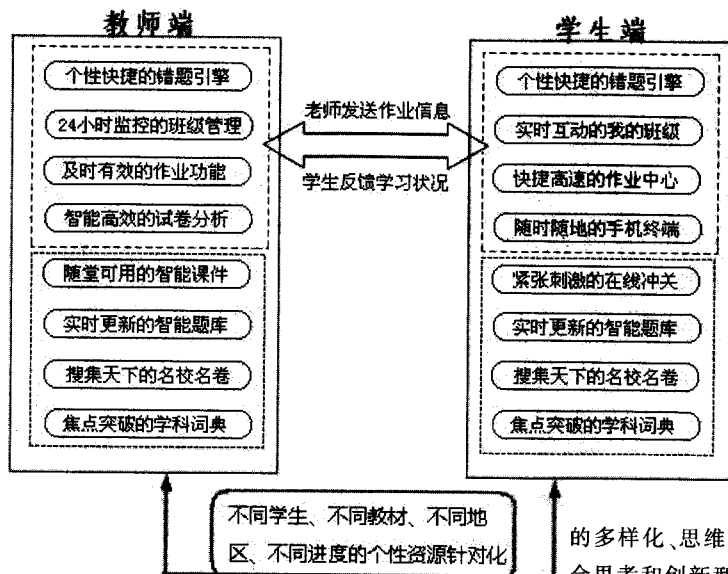 教师端
个性快捷的错题引擎
24小时监控的班级管理
及时有效的作业功能
智能高效的试卷分析
随堂可用的智能课件
实时更新的智能题库
搜集天下的名校名卷
焦点突破的学科词典
老师发送作业信息
学生反馈学习状况
学生端
个性快捷的错题引擎
实时互动的我的班级
快捷高速的作业中心
随时随地的手机终端
紧张刺激的在线冲关
实时更新的智能题库
搜集天下的名校名卷
焦点突破的学科词典
不同学生、不同教材、不同地
区、不同进度的个性资源针对化
的多样化、思维